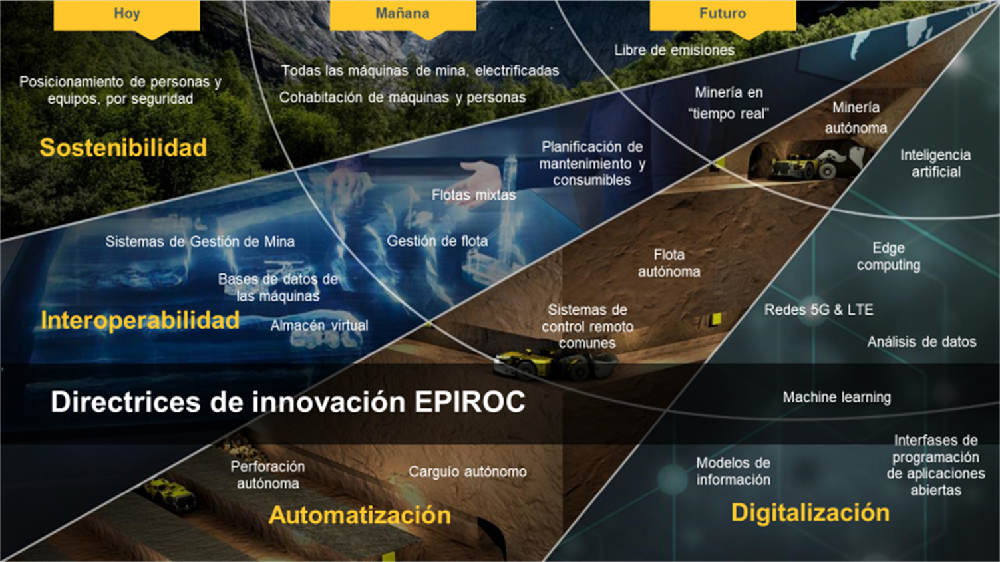 Hoy
Mañana
Futuro
Posicionamiento de personas y
equipos, por seguridad
Sostenibilidad
Todas las máquinas de mina, electrificadas
Cohabitación de máquinas y personas
Libre de emisiones
Sistemas de Gestión de Mina
Bases de datos de
las máquinas
Almacén virtual
Interoperabilidad
Flotas mixtas
Gestión de flota
Planificación de
mantenimiento y
consumibles
Minería en
“tiempo real”
Minería
autónoma
Flota
autónoma
Sistemas de
control remoto
comunes
Inteligencia
artificial
Edge
computing
Redes 5G & LTE
Análisis de datos
Machine learning
Directrices de innovación EPIROC
Perforación
autónoma
Carguío autónomo
Automatización
Modelos de
información
Interfases de
programación
de aplicaciones
abiertas
Digitalización